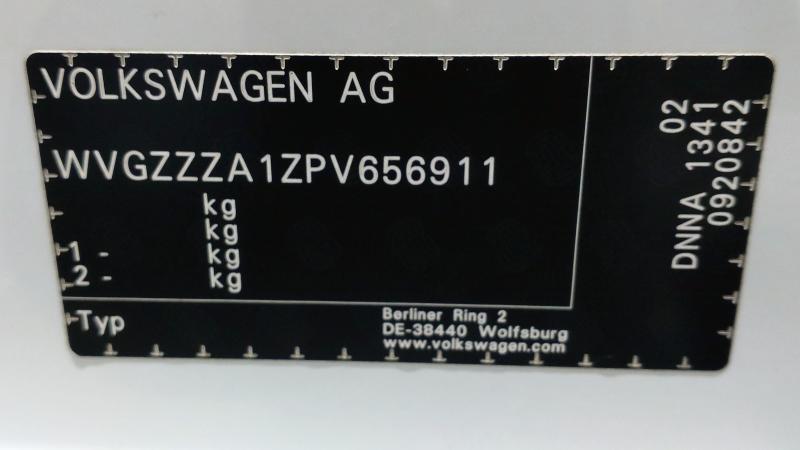 VOLKSWAGEN AG
WVGZZZA1ZPV656911
kg
kg
1 - kg
2 - kg
Typ
Berliner Ring 2
DE-38440 Wolfsburg
www.volkswagen.com
02
DNNA 1341
0920842